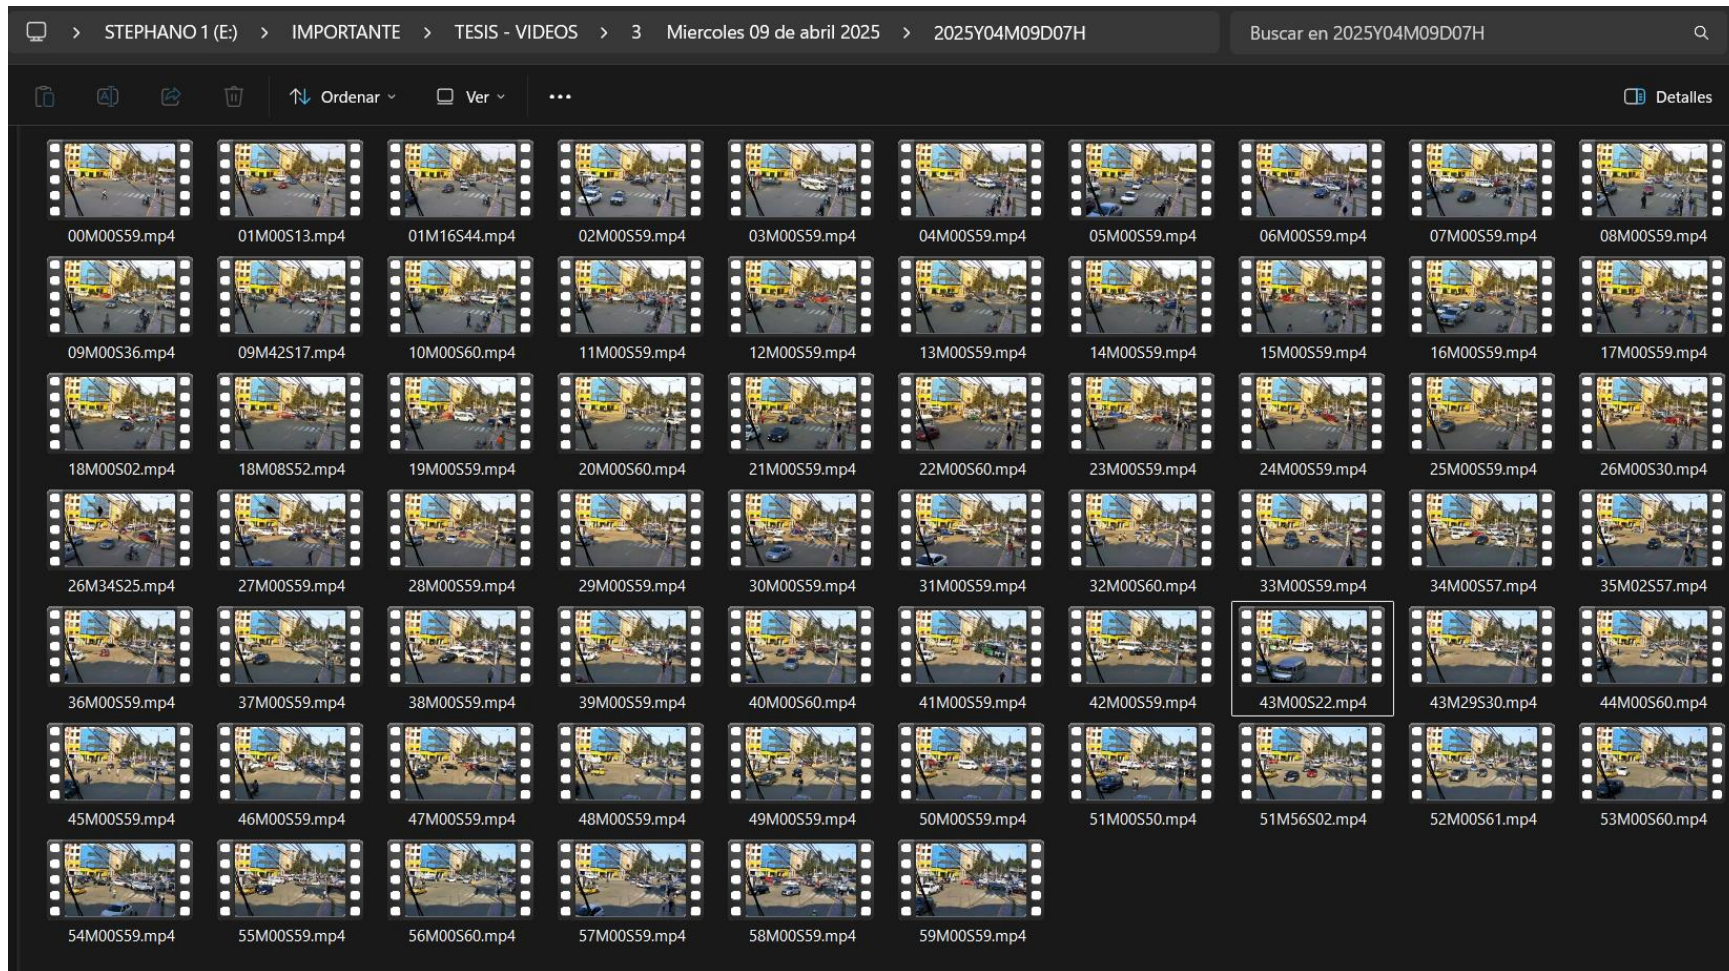 STEPHANO 1 (E:) > IMPORTANTE > TESIS - VIDEOS > 3 Miercoles 09 de abril 2025 > 2025Y04M09D07H Buscar en 2025Y04M09D07H
Ordenar Ver ... Detalles
00M00S59.mp4 01M00S13.mp4 01M16S44.mp4 02M00S59.mp4 03M00S59.mp4 04M00S59.mp4 05M00S59.mp4 06M00S59.mp4 07M00S59.mp4 08M00S59.mp4
09M00S36.mp4 09M42S17.mp4 10M00S60.mp4 11M00S59.mp4 12M00S59.mp4 13M00S59.mp4 14M00S59.mp4 15M00S59.mp4 16M00S59.mp4 17M00S59.mp4
18M00S02.mp4 18M08S52.mp4 19M00S59.mp4 20M00S60.mp4 21M00S59.mp4 22M00S60.mp4 23M00S59.mp4 24M00S59.mp4 25M00S59.mp4 26M00S30.mp4
26M34S25.mp4 27M00S59.mp4 28M00S59.mp4 29M00S59.mp4 30M00S59.mp4 31M00S59.mp4 32M00S60.mp4 33M00S59.mp4 34M00S57.mp4 35M02S57.mp4
36M00S59.mp4 37M00S59.mp4 38M00S59.mp4 39M00S59.mp4 40M00S60.mp4 41M00S59.mp4 42M00S59.mp4 43M00S22.mp4 43M29S30.mp4 44M00S60.mp4
45M00S59.mp4 46M00S59.mp4 47M00S59.mp4 48M00S59.mp4 49M00S59.mp4 50M00S59.mp4 51M00S50.mp4 51M56S02.mp4 52M00S61.mp4 53M00S60.mp4
54M00S59.mp4 55M00S59.mp4 56M00S60.mp4 57M00S59.mp4 58M00S59.mp4 59M00S59.mp4